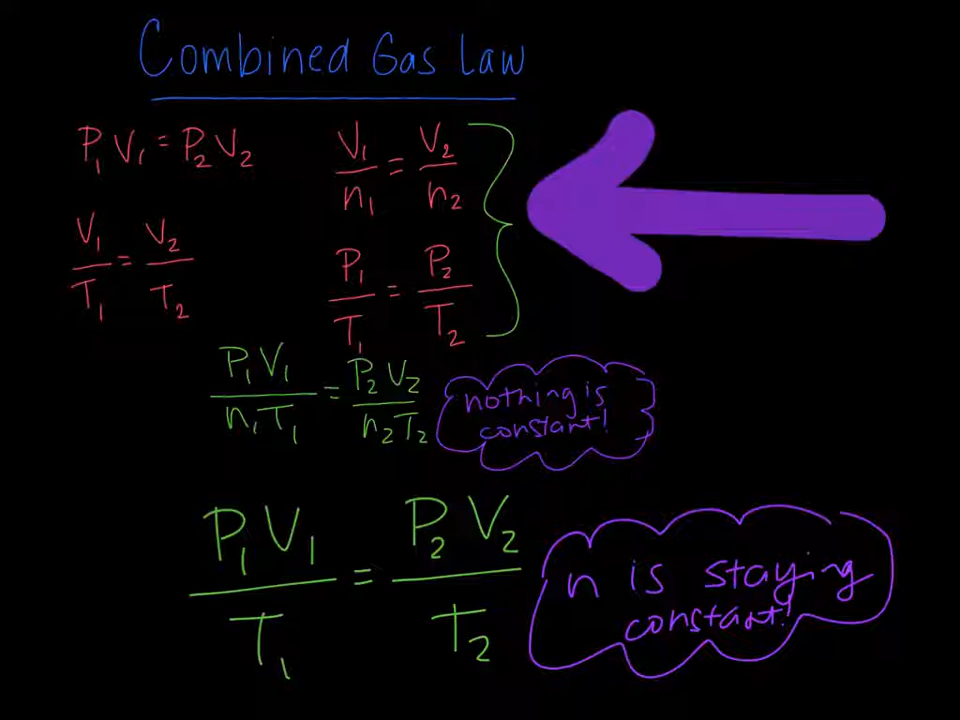 Combined Gas Law
P₁V₁ = P₂V₂
V₁/n₁ = V₂/n₂
V₁/T₁ = V₂/T₂
P₁/T₁ = P₂/T₂
P₁V₁/n₁T₁ = P₂V₂/n₂T₂
nothing is
constant!
P₁V₁/T₁ = P₂V₂/T₂
n is staying
constant!